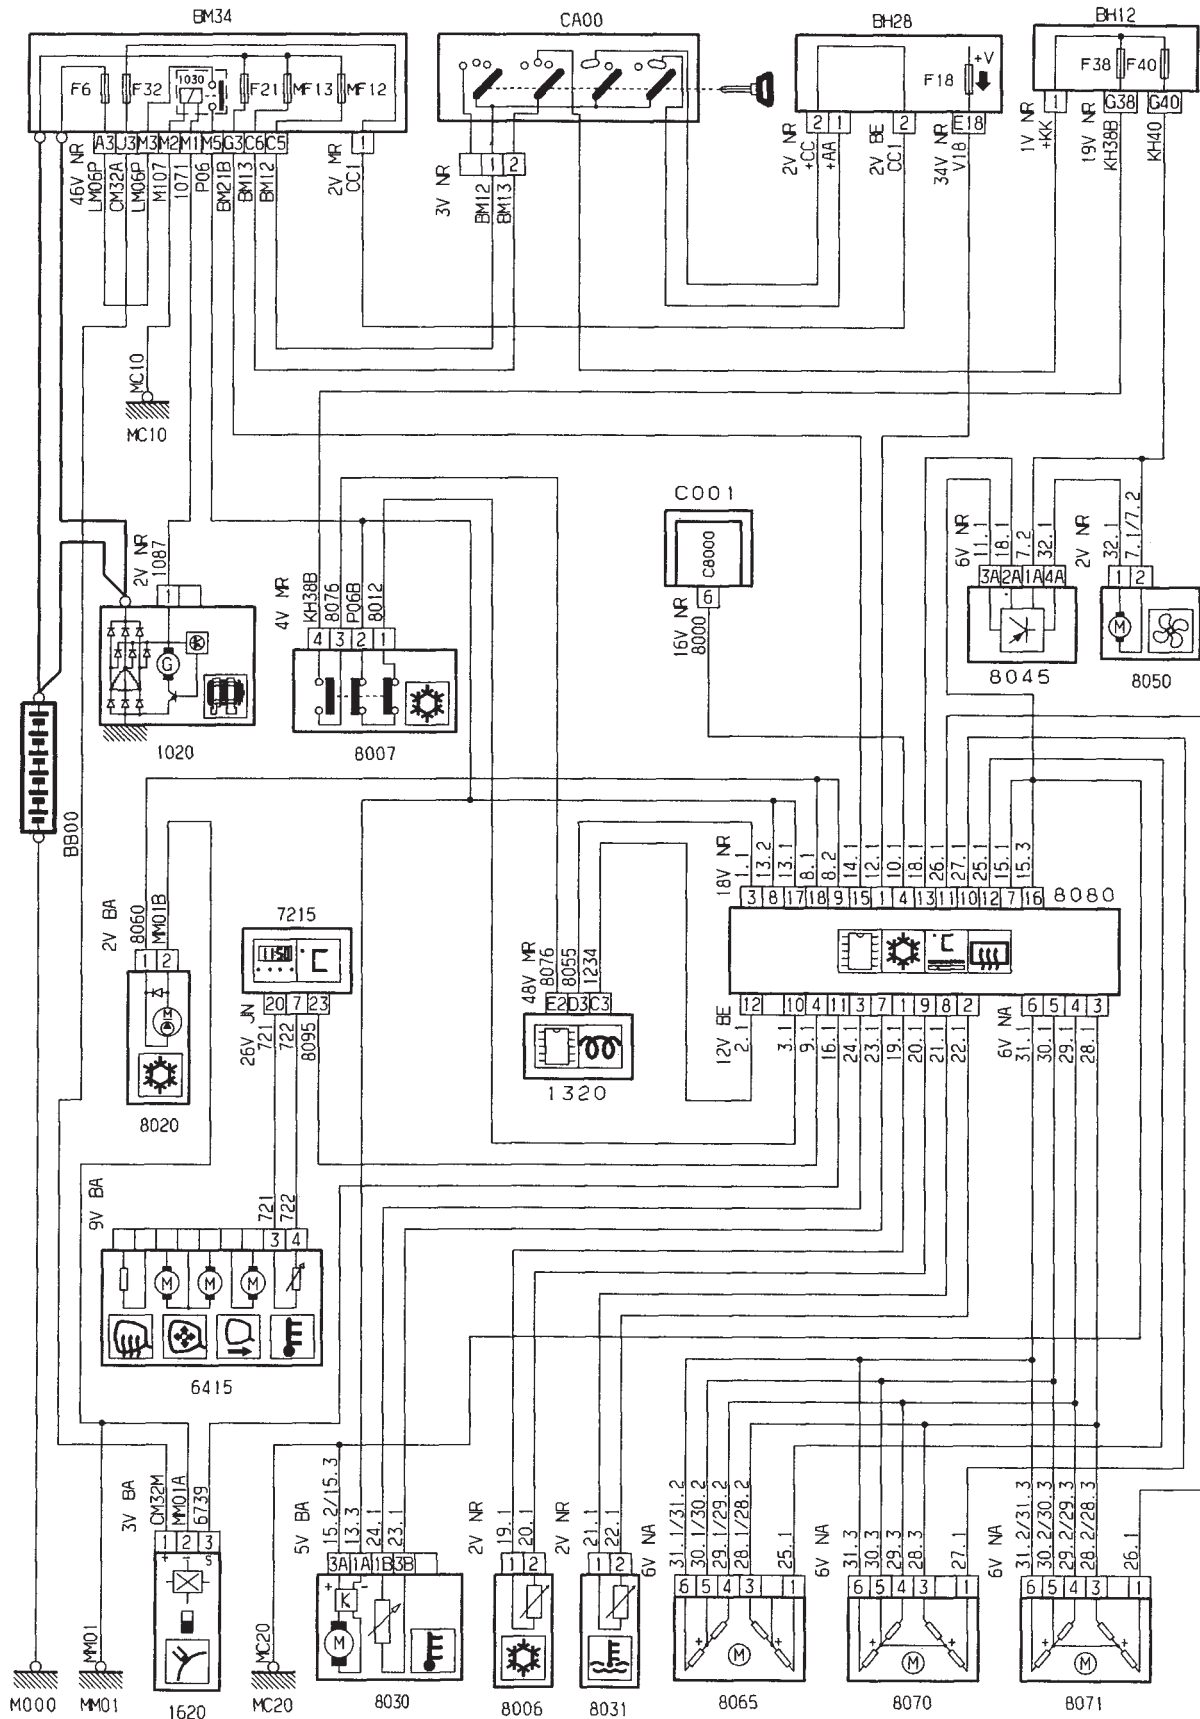 BM34
CA00
BH28
BH12
F6
F32
1030
F21
MF13
MF12
+V
F18
F38
F40
A3 J3 M3 M2 M1 M5 G3 C6 C5
1
1 2
2 1
2
E18
1
G38
G40
46V NR
LM06P
CM32A
LM06P
M107
1071
P06
BM21B
BM13
BM12
2V MR
CC1
3V NR
BM12
BM13
2V NR
+CC
+AA
2V BE
CC1
34V NR
V18
1V NR
+KK
19V NR
KH38B
KH40
MC10
MC10
C001
C8000
6
16V NR
8000
6V NR
11.1
18.1
7.2
32.1
2V NR
32.1
7.1/7.2
3A 2A 1A 4A
1 2
M
8045
8050
2V NR
1087
1
G
1020
4V MR
KH38B
8076
P06B
8012
4 3 2 1
8007
BB00
18V NR
1.1
13.2
13.1
8.1
8.2
14.1
12.1
10.1
18.1
26.1
27.1
25.1
15.1
15.3
3 8 17 18 9 15 1 4 13 11 10 12 7 16
8080
°C
12 10 4 11 3 7 1 9 8 2
6 5 4 3
12V BE
2.1
3.1
9.1
16.1
24.1
23.1
19.1
20.1
21.1
22.1
6V NA
31.1
30.1
29.1
28.1
2V BA
8060
MM01B
1 2
M
8020
7215
11:50
°C
20 7 23
26V JN
721
722
8095
48V MR
8076
8055
1234
E2 D3 C3
1320
9V BA
721
722
3 4
M M M
6415
3V BA
CM32M
MM01A
6739
1 2 3
+ - S
1620
5V BA
15.2/15.3
13.3
24.1
23.1
3A 1A 1B 3B
+ -
K
M
8030
2V NR
19.1
20.1
1 2
8006
2V NR
21.1
22.1
1 2
8031
6V NA
31.1/31.2
30.1/30.2
29.1/29.2
28.1/28.2
25.1
6 5 4 3 1
+ +
M
8065
6V NA
31.3
30.3
29.3
28.3
27.1
6 5 4 3 1
+ +
M
8070
6V NA
31.2/31.3
30.2/30.3
29.2/29.3
28.2/28.3
26.1
6 5 4 3 1
+ +
M
8071
M000
MM01
MM01
MC20
MC20